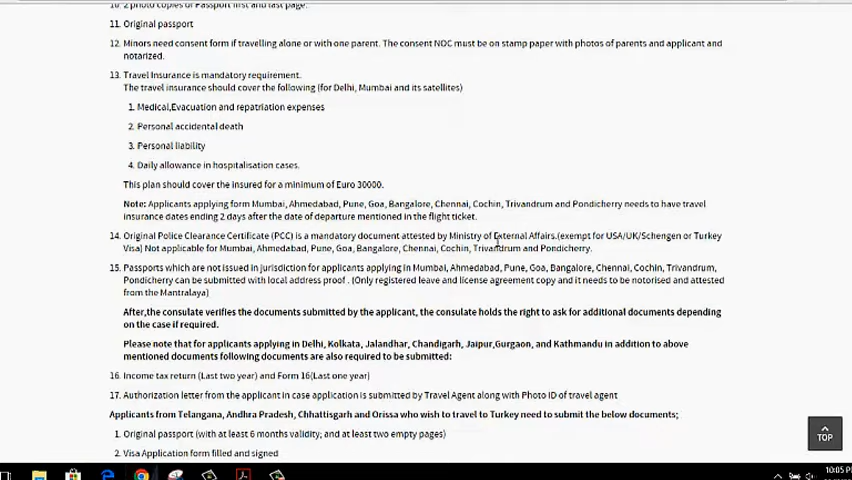 10. 2 photo copies of Passport first and last page.
11. Original passport
12. Minors need consent form if travelling alone or with one parent. The consent NOC must be on stamp paper with photos of parents and applicant and
notarized.
13. Travel Insurance is mandatory requirement.
The travel insurance should cover the following (for Delhi, Mumbai and its satellites)
1. Medical,Evacuation and repatriation expenses
2. Personal accidental death
3. Personal liability
4. Daily allowance in hospitalisation cases.
This plan should cover the insured for a minimum of Euro 30000.
Note: Applicants applying form Mumbai, Ahmedabad, Pune, Goa, Bangalore, Chennai, Cochin, Trivandrum and Pondicherry needs to have travel
insurance dates ending 2 days after the date of departure mentioned in the flight ticket.
14. Original Police Clearance Certificate (PCC) is a mandatory document attested by Ministry of External Affairs.(exempt for USA/UK/Schengen or Turkey
Visa) Not applicable for Mumbai, Ahmedabad, Pune, Goa, Bangalore, Chennai, Cochin, Trivandrum and Pondicherry.
15. Passports which are not issued in jurisdiction for applicants applying in Mumbai, Ahmedabad, Pune, Goa, Bangalore, Chennai, Cochin, Trivandrum,
Pondicherry can be submitted with local address proof . (Only registered leave and license agreement copy and it needs to be notorised and attested
from the Mantralaya)
After,the consulate verifies the documents submitted by the applicant, the consulate holds the right to ask for additional documents depending
on the case if required.
Please note that for applicants applying in Delhi, Kolkata, Jalandhar, Chandigarh, Jaipur,Gurgaon, and Kathmandu in addition to above
mentioned documents following documents are also required to be submitted:
16. Income tax return (Last two year) and Form 16(Last one year)
17. Authorization letter from the applicant in case application is submitted by Travel Agent along with Photo ID of travel agent
Applicants from Telangana, Andhra Pradesh, Chhattisgarh and Orissa who wish to travel to Turkey need to submit the below documents;
1. Original passport (with at least 6 months validity; and at least two empty pages)
2. Visa Application form filled and signed
TOP
10:05 PM